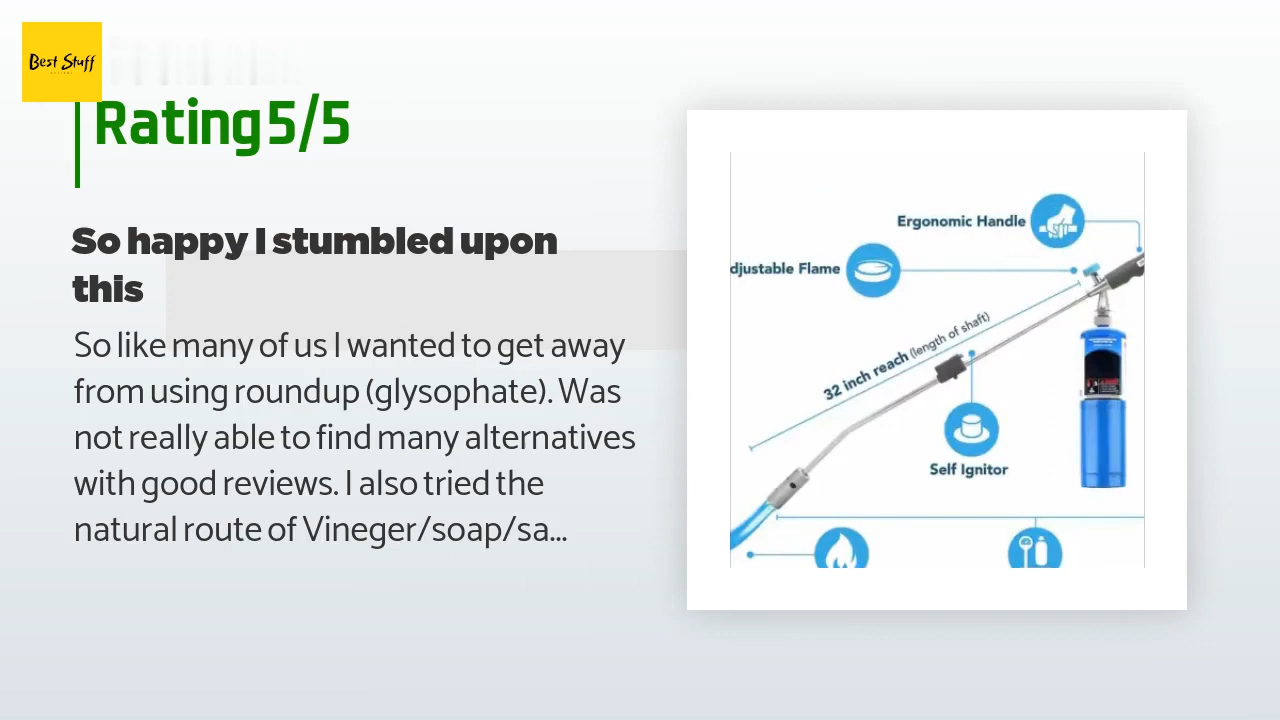 Best Stuff
Rating 5/5
So happy I stumbled upon
this
So like many of us I wanted to get away
from using roundup (glysophate). Was
not really able to find many alternatives
with good reviews. I also tried the
natural route of Vineger/soap/sa...
Ergonomic Handle
djustable Flame
32 inch reach (length of shaft)
Self Ignitor